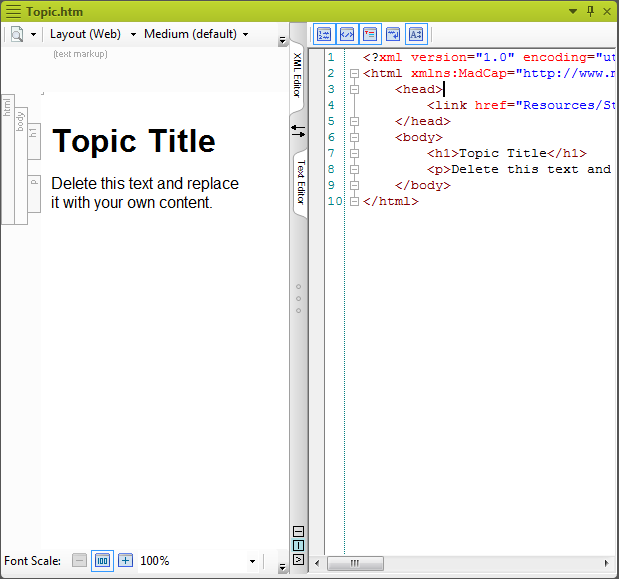 Topic.htm
Layout (Web) Medium (default)
(text markup)
html
body
h1
p
Topic Title
Delete this text and replace
it with your own content.
XML Editor
Text Editor
1 <?xml version="1.0" encoding="ut
2 <html xmlns:MadCap="http://www.m
3 <head>
4 <link href="Resources/St
5 </head>
6 <body>
7 <h1>Topic Title</h1>
8 <p>Delete this text and
9 </body>
10 </html>
Font Scale: 100 100%